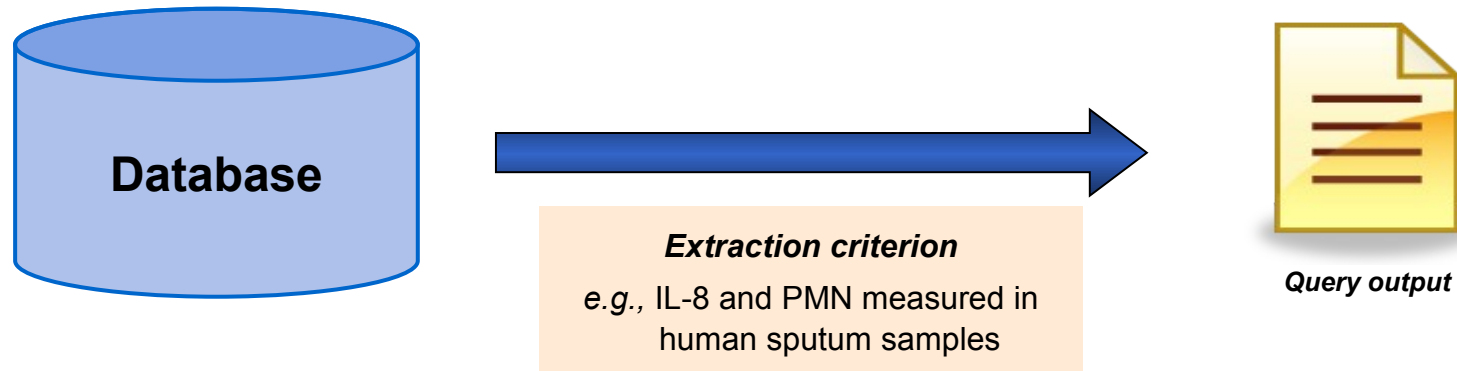 Database
Extraction criterion
e.g., IL-8 and PMN measured in
human sputum samples
Query output